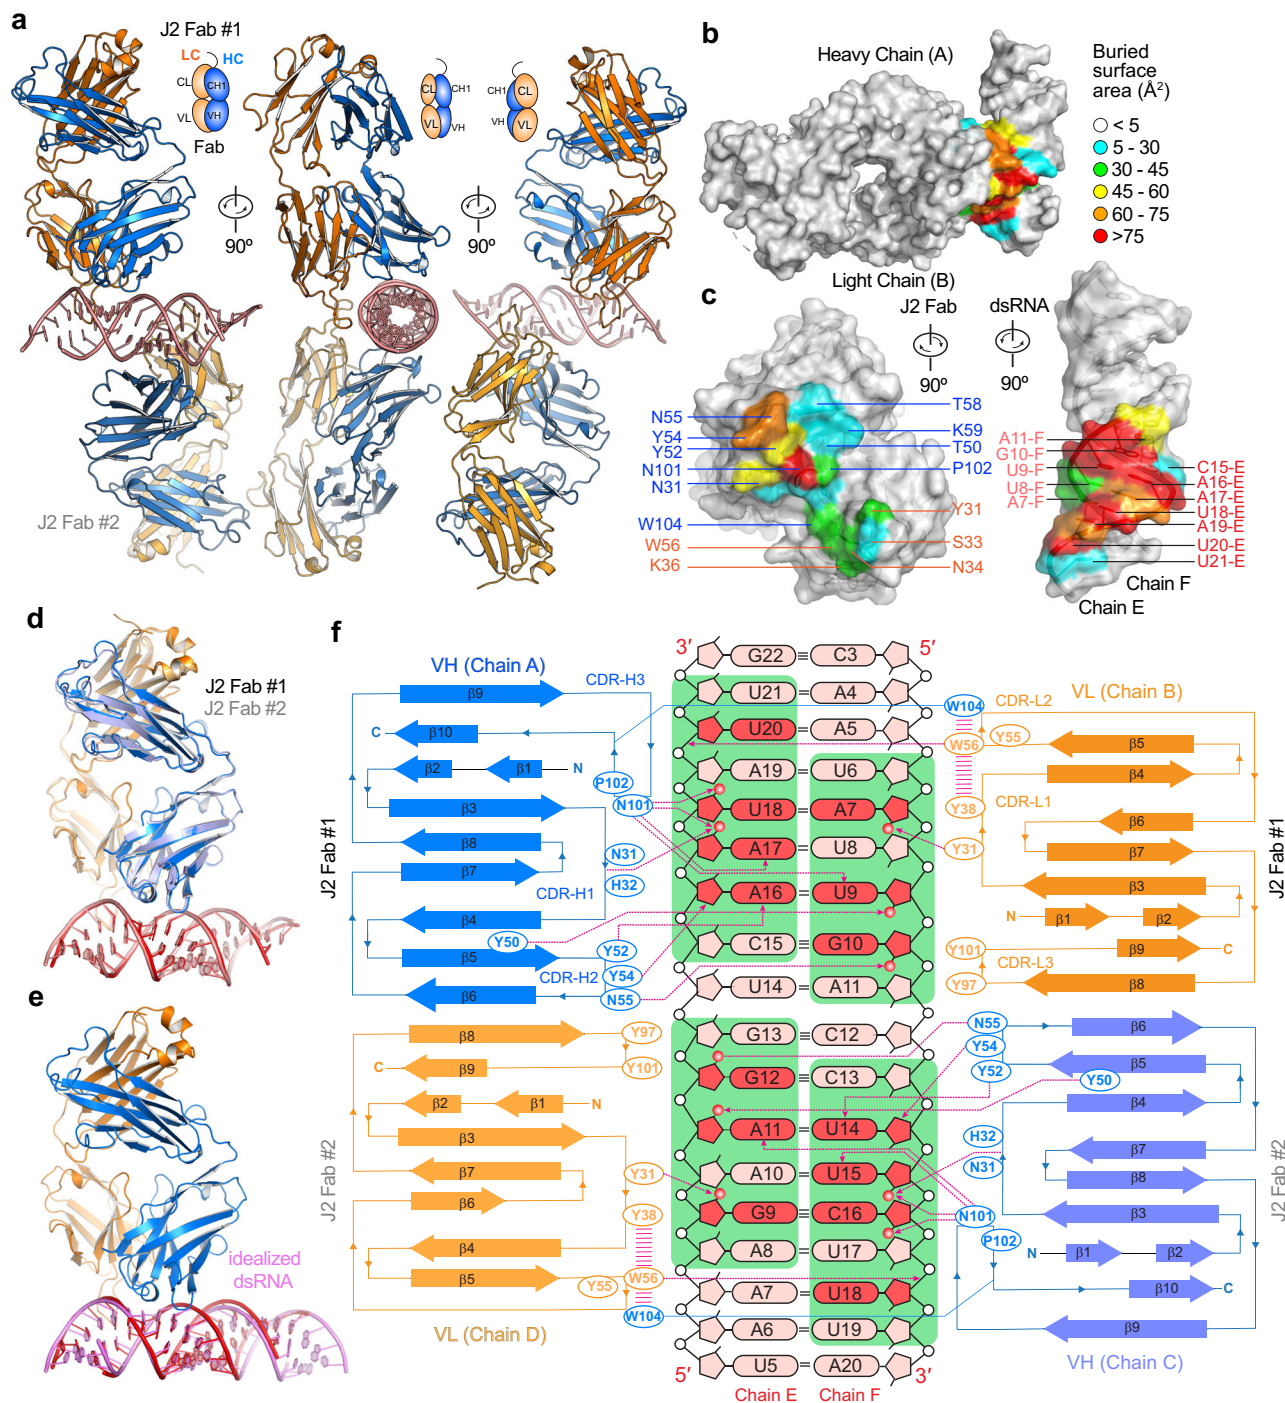 a
J2 Fab #1
LC HC
CL CH1
VL VH
Fab
CL CH1
VL VH
CH1 CL
VH VL
90º
90º
J2 Fab #2
b
Heavy Chain (A)
Light Chain (B)
Buried
surface
area (Å²)
< 5
5 - 30
30 - 45
45 - 60
60 - 75
>75
c
J2 Fab
90º
dsRNA
90º
N55
Y54
Y52
N101
N31
W104
W56
K36
T58
K59
T50
P102
Y31
S33
N34
A11-F
G10-F
U9-F
U8-F
A7-F
C15-E
A16-E
A17-E
U18-E
A19-E
U20-E
U21-E
Chain F
Chain E
d
J2 Fab #1
J2 Fab #2
e
idealized
dsRNA
f
VH (Chain A)
J2 Fab #1
β9
CDR-H3
C β10
β2 β1 N
P102
β3
N101
β8
N31
β7
H32
CDR-H1
β4
Y50
Y52
β5
CDR-H2
Y54
β6
N55
3′ 5′
G22 C3
U21 A4
U20 A5
A19 U6
U18 A7
A17 U8
A16 U9
C15 G10
U14 A11
G13 C12
G12 C13
A11 U14
A10 U15
G9 C16
A8 U17
A7 U18
A6 U19
U5 A20
5′ 3′
Chain E Chain F
VL (Chain B)
J2 Fab #1
W104
CDR-L2
W56
Y55
β5
β4
Y38
CDR-L1
β6
Y31
β7
β3
N β1 β2
Y101
β9 C
CDR-L3
Y97
β8
J2 Fab #2
β8
Y97
C β9
Y101
β2 β1 N
β3
β7
Y31
β6
Y38
β4
β5
Y55
W56
W104
VL (Chain D)
N55
β6
Y54
β5
Y52
Y50
β4
H32
β7
N31
β8
N101
β3
P102
N β1 β2
β10 C
β9
VH (Chain C)
J2 Fab #2